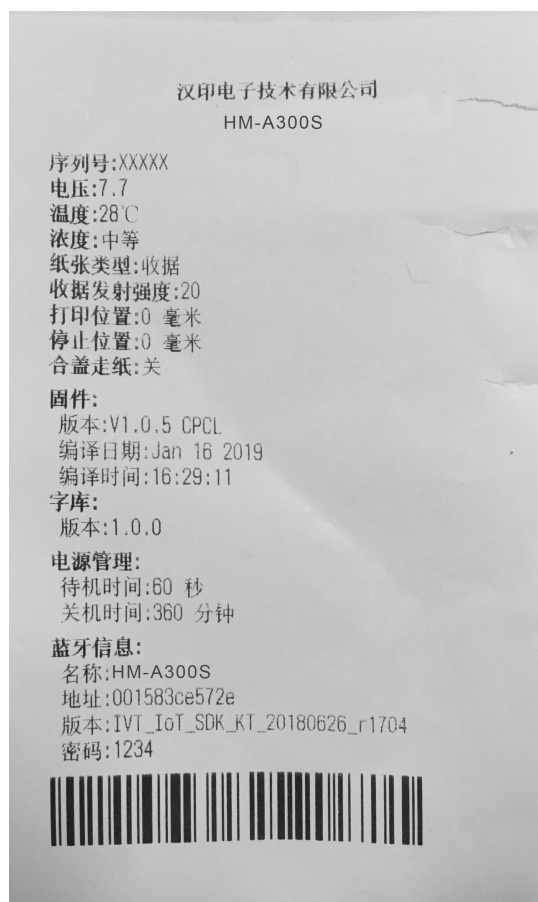 汉印电子技术有限公司
HM-A300S
序列号:XXXXX
电压:7.7
温度:28℃
浓度:中等
纸张类型:收据
收据发射强度:20
打印位置:0 毫米
停止位置:0 毫米
合盖走纸:关
固件:
版本:V1.0.5 CPCL
编译日期:Jan 16 2019
编译时间:16:29:11
字库:
版本:1.0.0
电源管理:
待机时间:60 秒
关机时间:360 分钟
蓝牙信息:
名称:HM-A300S
地址:001583ce572e
版本:IVT_IoT_SDK_KT_20180626_r1704
密码:1234